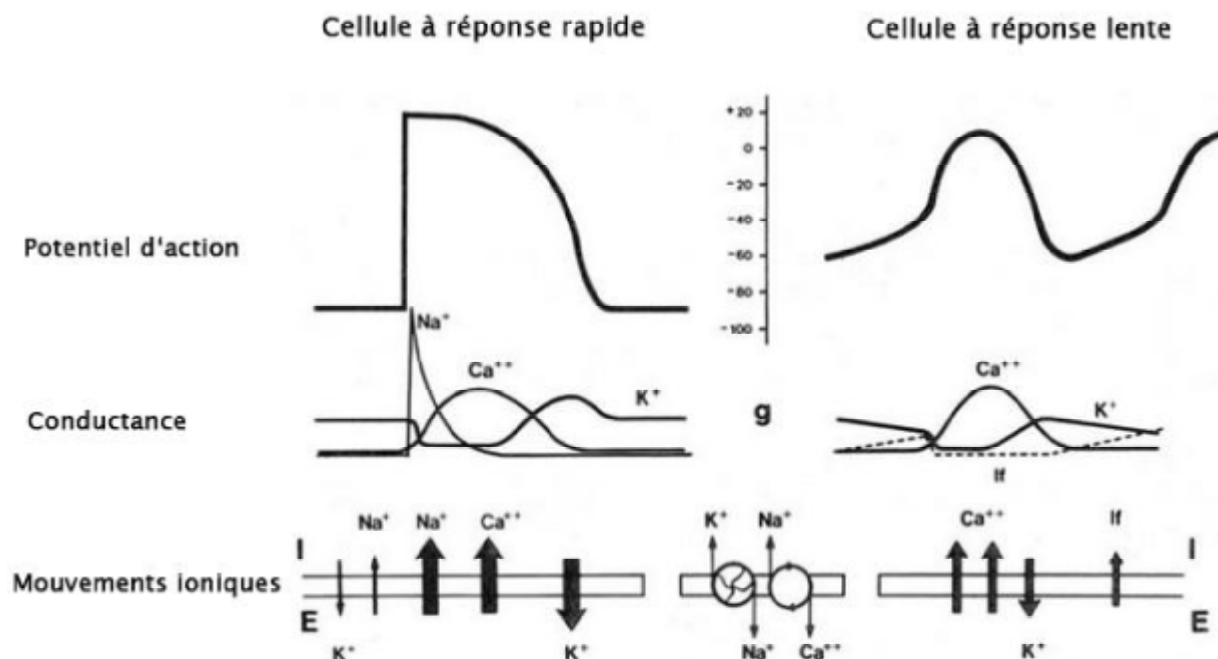 Cellule à réponse rapide
Cellule à réponse lente
Potentiel d'action
+20
0
-20
-40
-60
-80
-100
Na⁺
Ca⁺⁺
K⁺
Conductance
g
Ca⁺⁺
K⁺
If
Na⁺ Na⁺ Ca⁺⁺
K⁺ Na⁺
Ca⁺⁺ If
I
I
Mouvements ioniques
E
E
K⁺ K⁺
Na⁺ Ca⁺⁺
K⁺